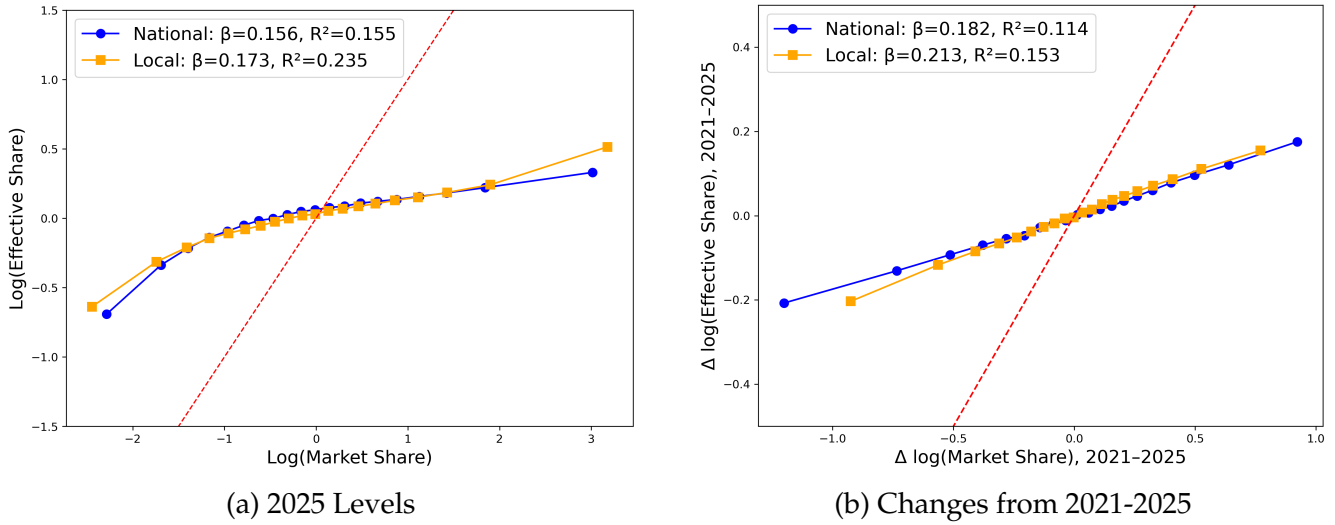 National: β=0.156, R²=0.155
Local: β=0.173, R²=0.235
Log(Effective Share)
1.5
1.0
0.5
0.0
−0.5
−1.0
−1.5
−2
−1
0
1
2
3
Log(Market Share)
(a) 2025 Levels
National: β=0.182, R²=0.114
Local: β=0.213, R²=0.153
Δ log(Effective Share), 2021–2025
0.4
0.2
0.0
−0.2
−0.4
−1.0
−0.5
0.0
0.5
1.0
Δ log(Market Share), 2021–2025
(b) Changes from 2021-2025